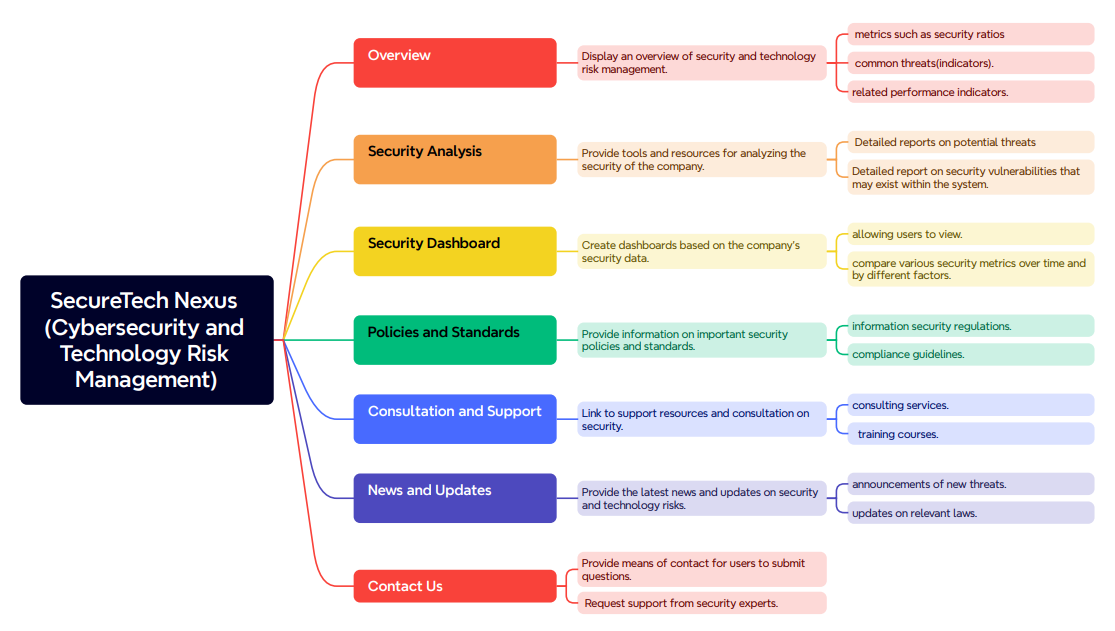 SecureTech Nexus
(Cybersecurity and
Technology Risk
Management)
Overview
Display an overview of security and technology
risk management.
metrics such as security ratios
common threats(indicators).
related performance indicators.
Security Analysis
Provide tools and resources for analyzing the
security of the company.
Detailed reports on potential threats
Detailed report on security vulnerabilities that
may exist within the system.
Security Dashboard
Create dashboards based on the company's
security data.
allowing users to view.
compare various security metrics over time and
by different factors.
Policies and Standards
Provide information on important security
policies and standards.
information security regulations.
compliance guidelines.
Consultation and Support
Link to support resources and consultation on
security.
consulting services.
training courses.
News and Updates
Provide the latest news and updates on security
and technology risks.
announcements of new threats.
updates on relevant laws.
Contact Us
Provide means of contact for users to submit
questions.
Request support from security experts.